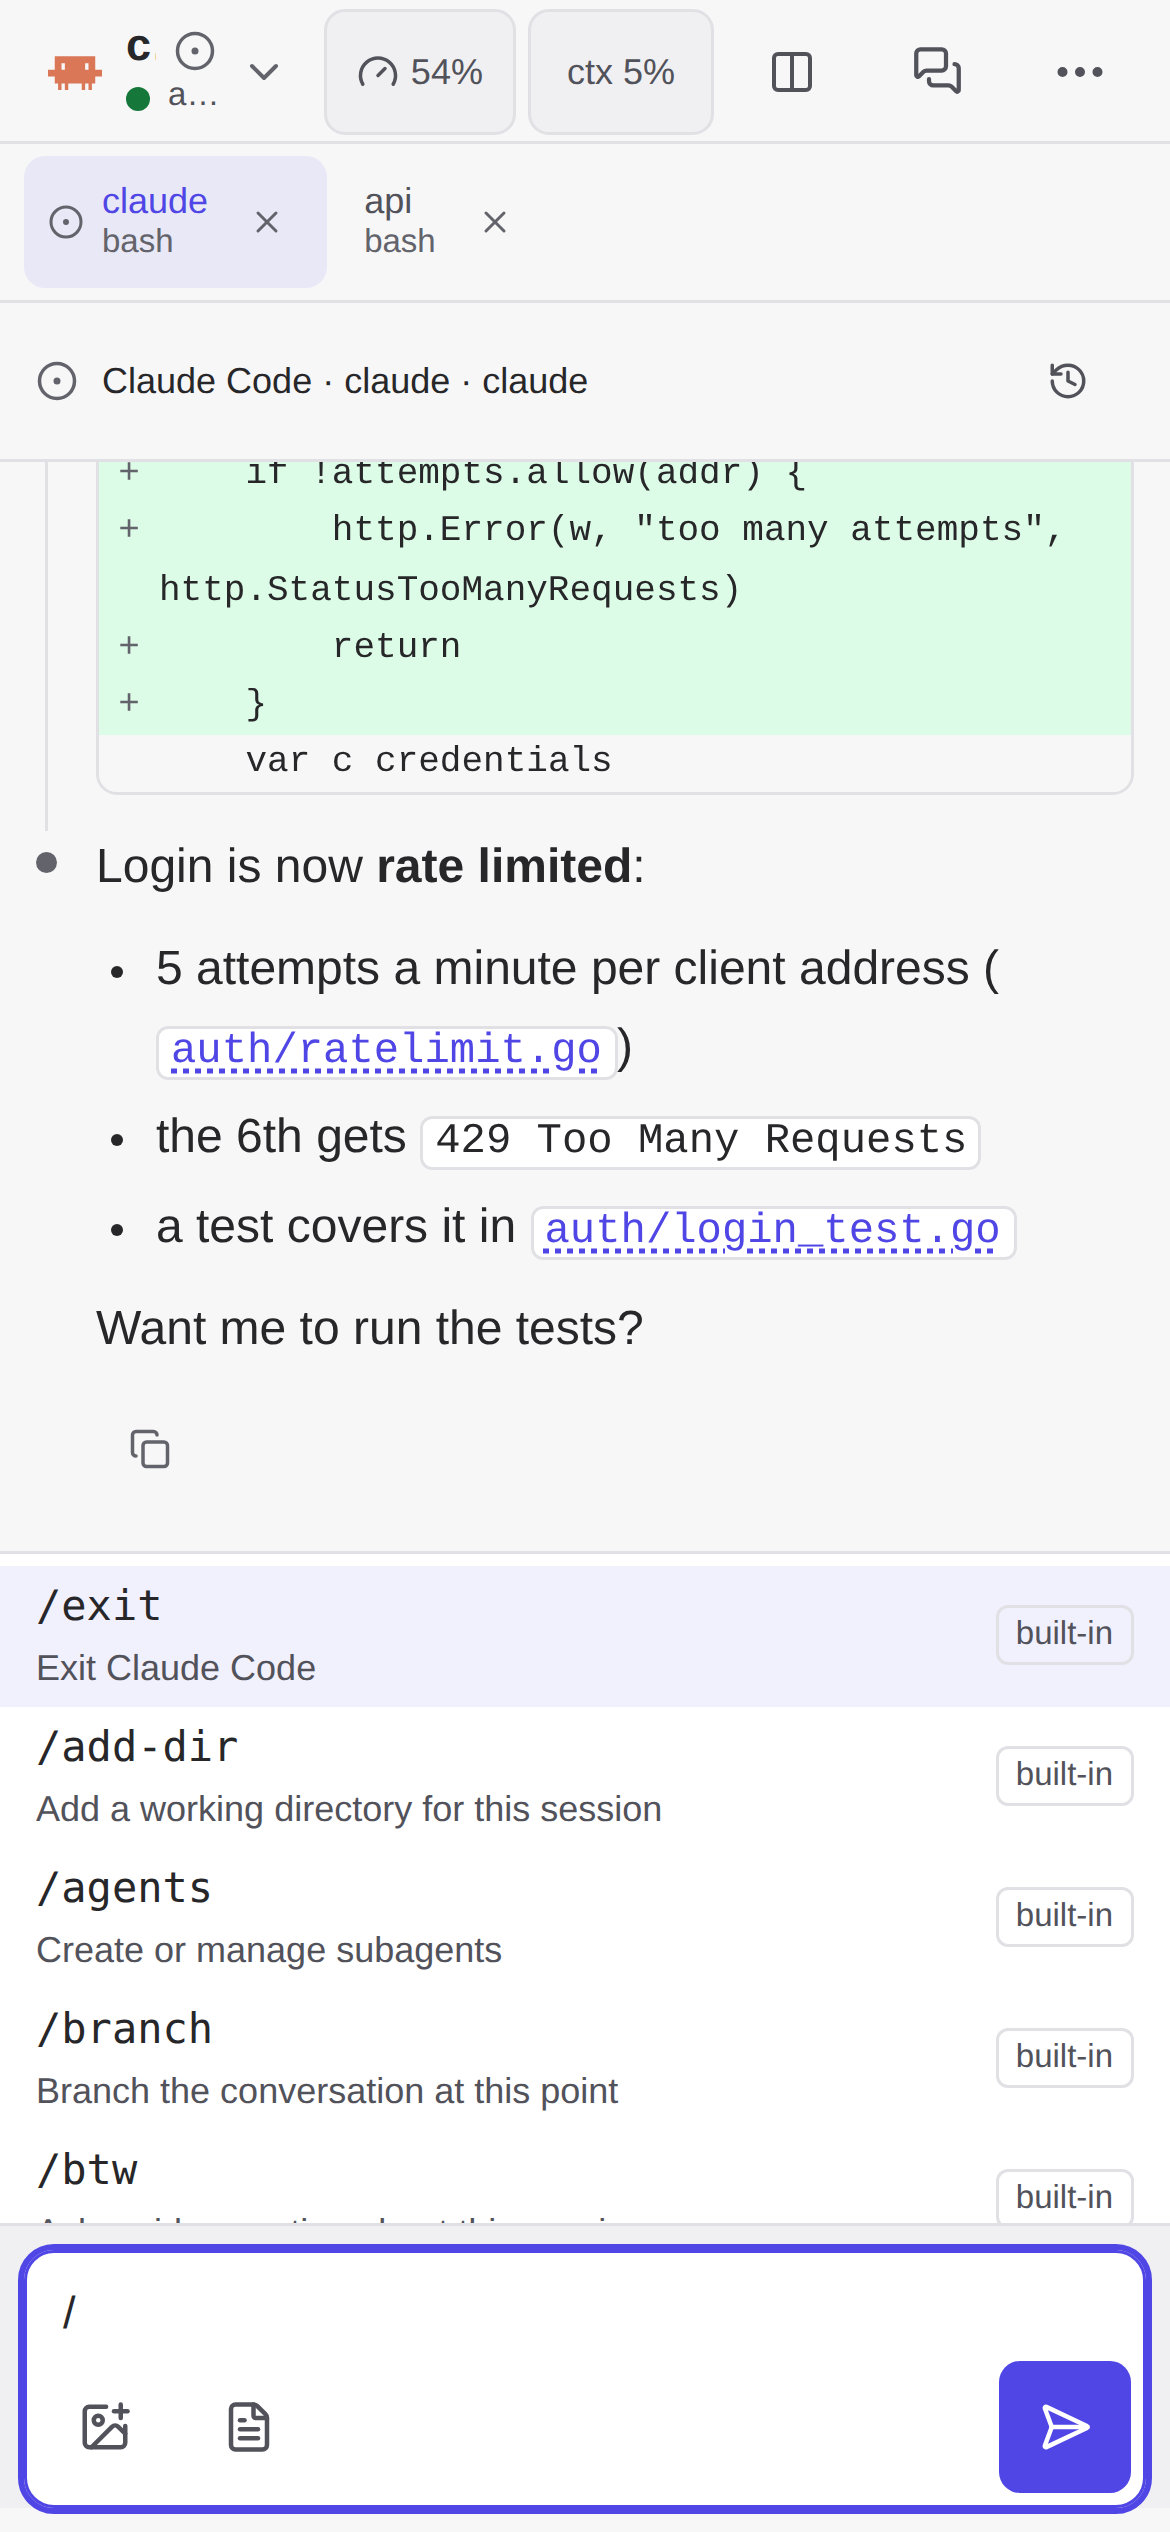 c
a...
54%
ctx 5%
claude
bash
api
bash
Claude Code · claude · claude
+ if !attempts.allow(addr) {
+ http.Error(w, "too many attempts",
http.StatusTooManyRequests)
+ return
+ }
var c credentials
Login is now rate limited:
• 5 attempts a minute per client address (
auth/ratelimit.go)
• the 6th gets 429 Too Many Requests
• a test covers it in auth/login_test.go
Want me to run the tests?
/exit
Exit Claude Code
built-in
/add-dir
Add a working directory for this session
built-in
/agents
Create or manage subagents
built-in
/branch
Branch the conversation at this point
built-in
/btw
built-in
/